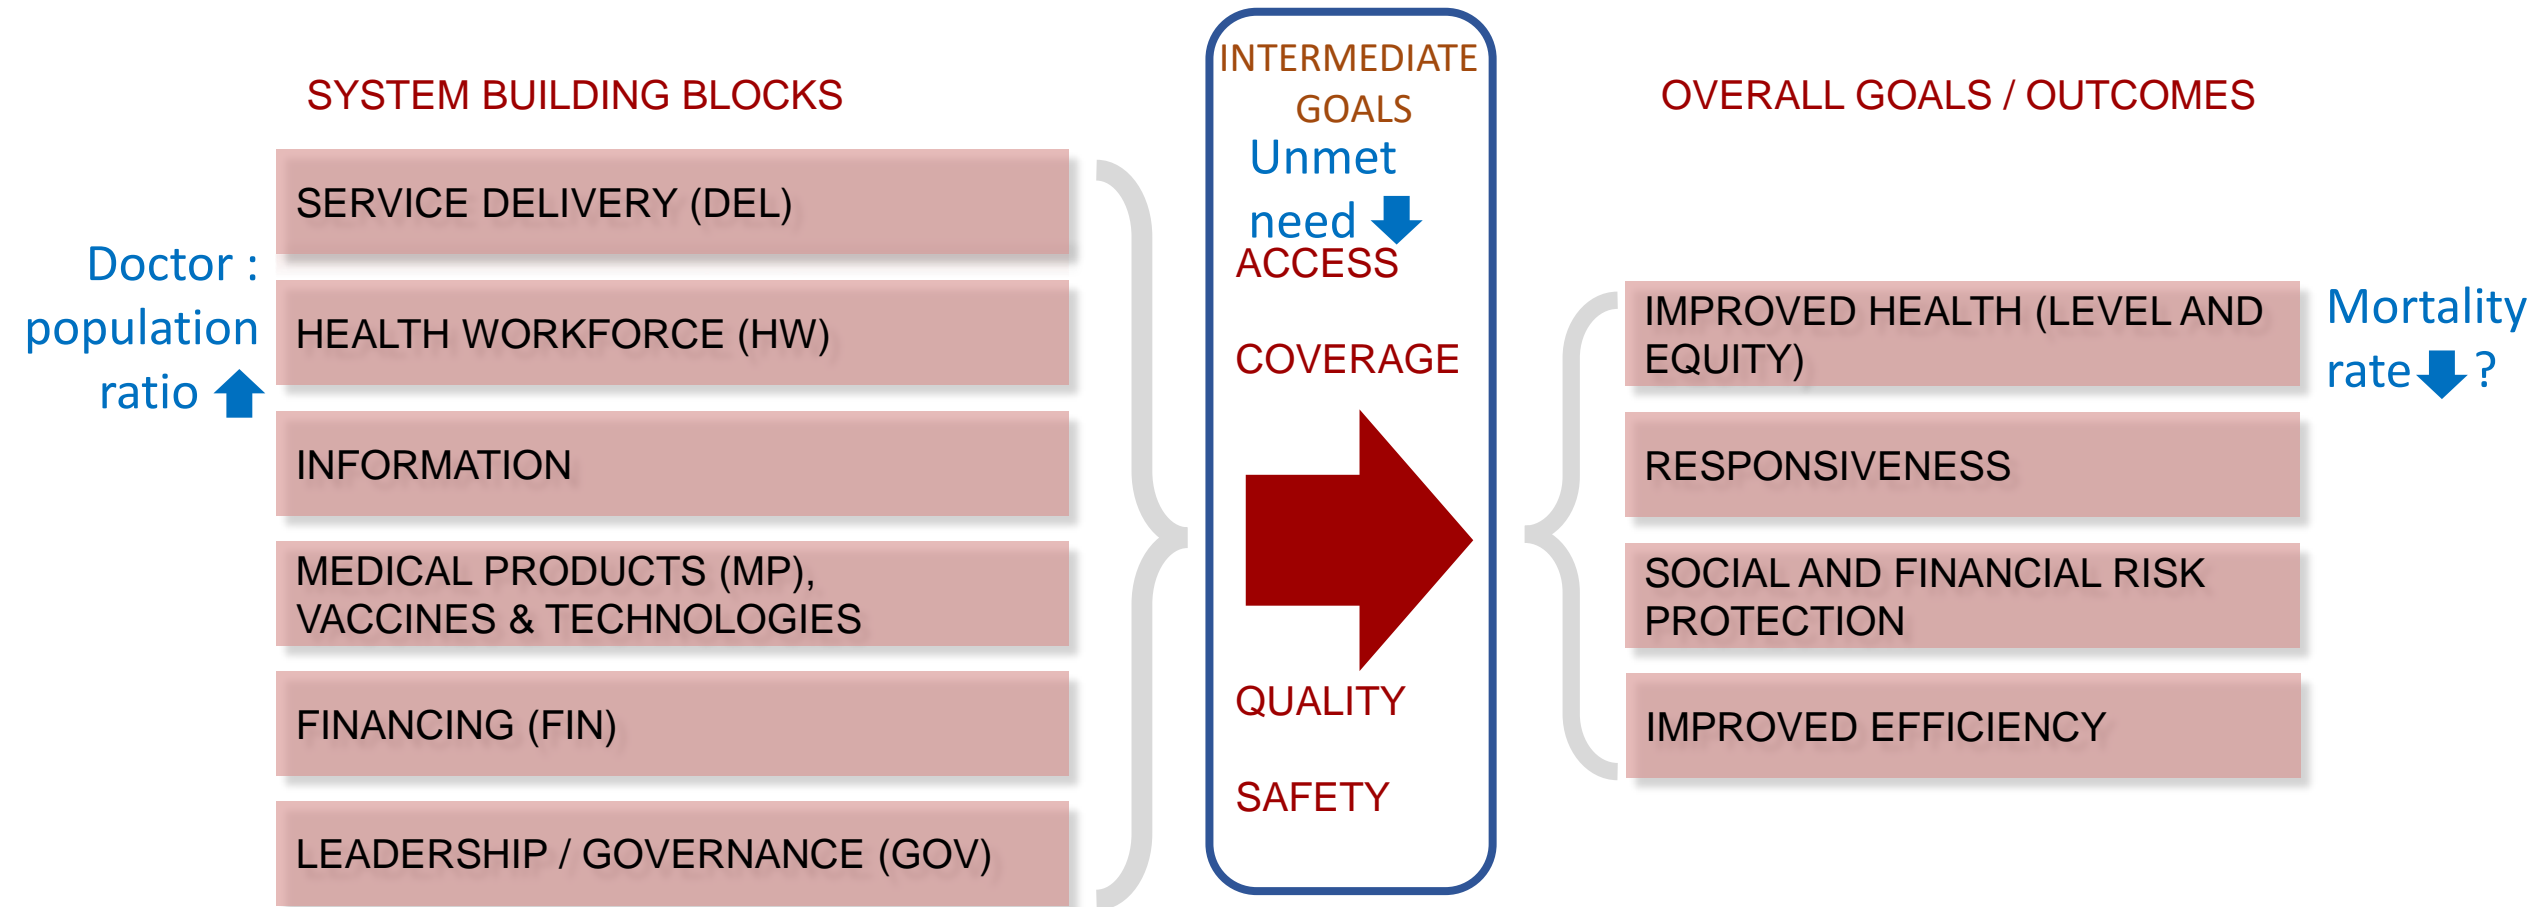 SYSTEM BUILDING BLOCKS
SERVICE DELIVERY (DEL)
Doctor :
population
ratio
HEALTH WORKFORCE (HW)
INFORMATION
MEDICAL PRODUCTS (MP),
VACCINES & TECHNOLOGIES
FINANCING (FIN)
LEADERSHIP / GOVERNANCE (GOV)
INTERMEDIATE
GOALS
Unmet
need
ACCESS
COVERAGE
QUALITY
SAFETY
OVERALL GOALS / OUTCOMES
IMPROVED HEALTH (LEVEL AND
EQUITY)
Mortality
rate ?
RESPONSIVENESS
SOCIAL AND FINANCIAL RISK
PROTECTION
IMPROVED EFFICIENCY